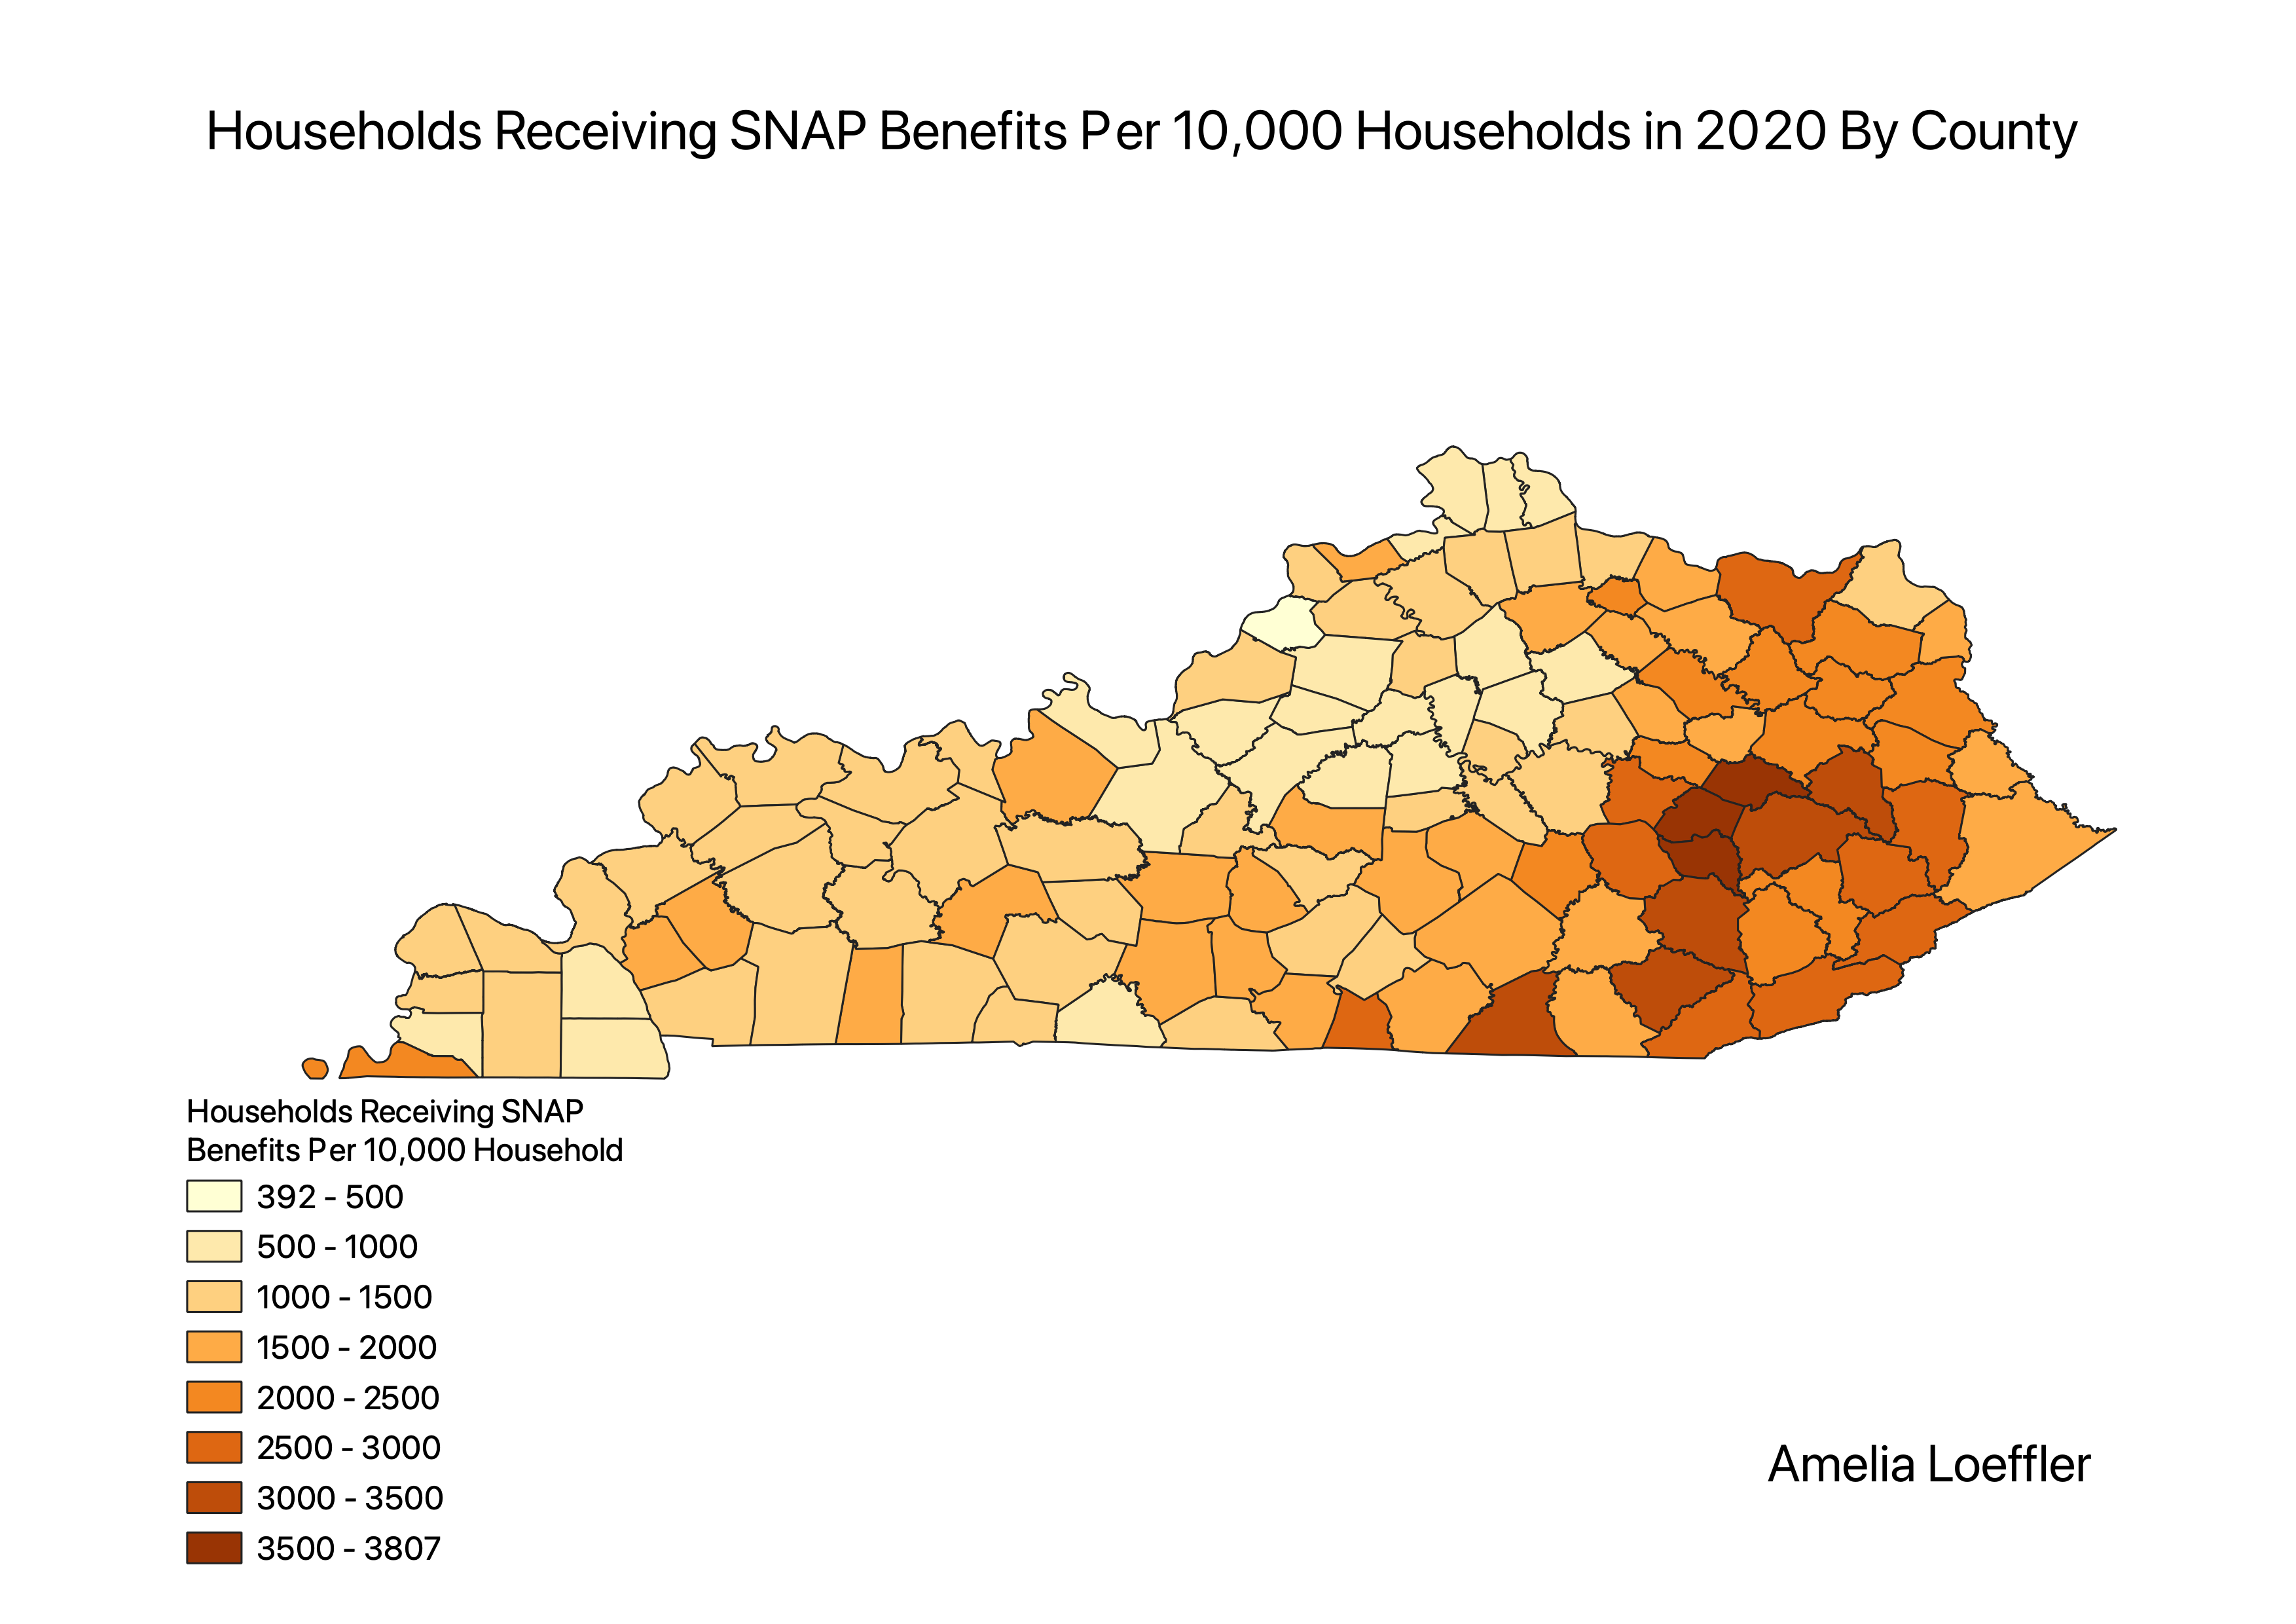 Households Receiving SNAP Benefits Per 10,000 Households in 2020 By County
Households Receiving SNAP
Benefits Per 10,000 Household
392 - 500
500 - 1000
1000 - 1500
1500 - 2000
2000 - 2500
2500 - 3000
3000 - 3500
3500 - 3807
Amelia Loeffler